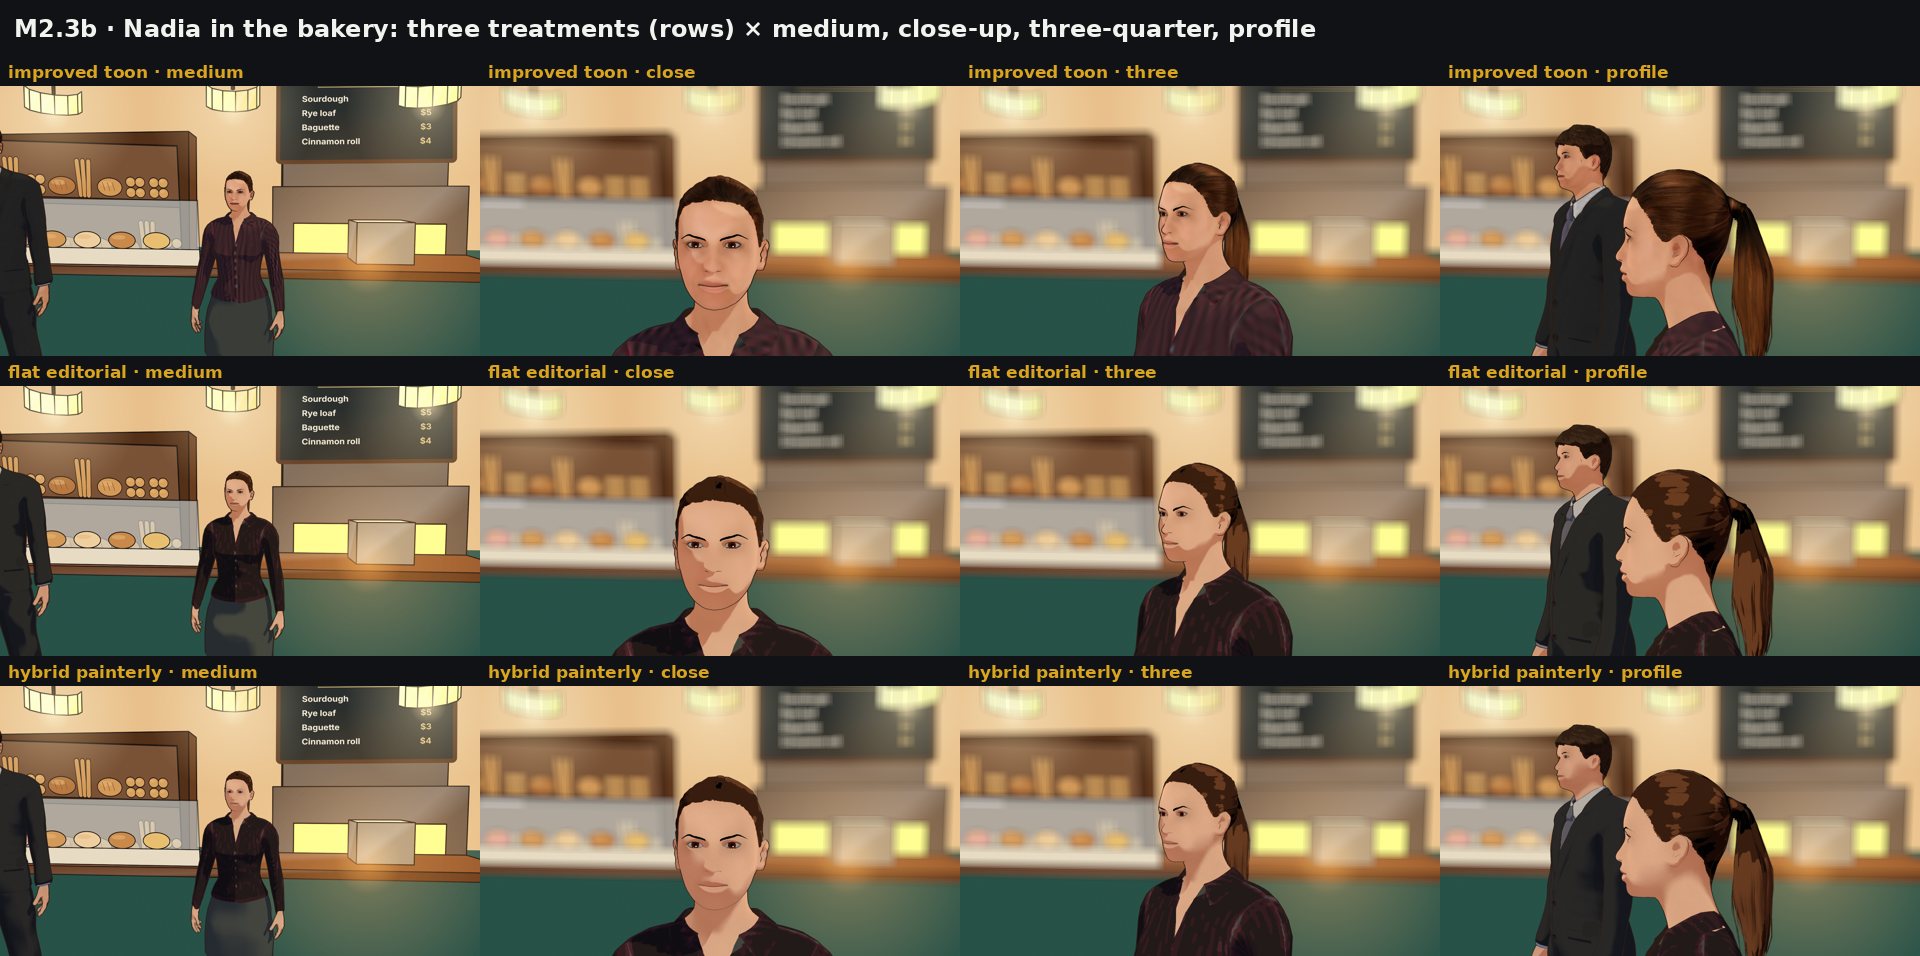 M2.3b · Nadia in the bakery: three treatments (rows) × medium, close-up, three-quarter, profile
improved toon · medium
improved toon · close
improved toon · three
improved toon · profile
Sourdough
Rye loaf $5
Baguette $3
Cinnamon roll $4
flat editorial · medium
flat editorial · close
flat editorial · three
flat editorial · profile
Sourdough
Rye loaf $5
Baguette $3
Cinnamon roll $4
hybrid painterly · medium
hybrid painterly · close
hybrid painterly · three
hybrid painterly · profile
Sourdough
Rye loaf $5
Baguette $3
Cinnamon roll $4